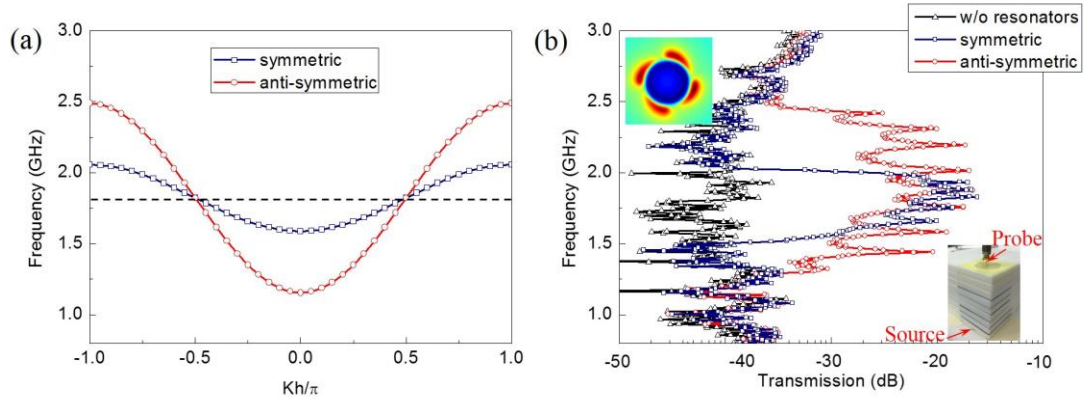 (a)
symmetric
anti-symmetric
3.0
2.5
2.0
1.5
1.0
Frequency (GHz)
-1.0 -0.5 0.0 0.5 1.0
Kh/π
(b)
w/o resonators
symmetric
anti-symmetric
3.0
2.5
2.0
1.5
1.0
Frequency (GHz)
Probe
Source
-50 -40 -30 -20 -10
Transmission (dB)